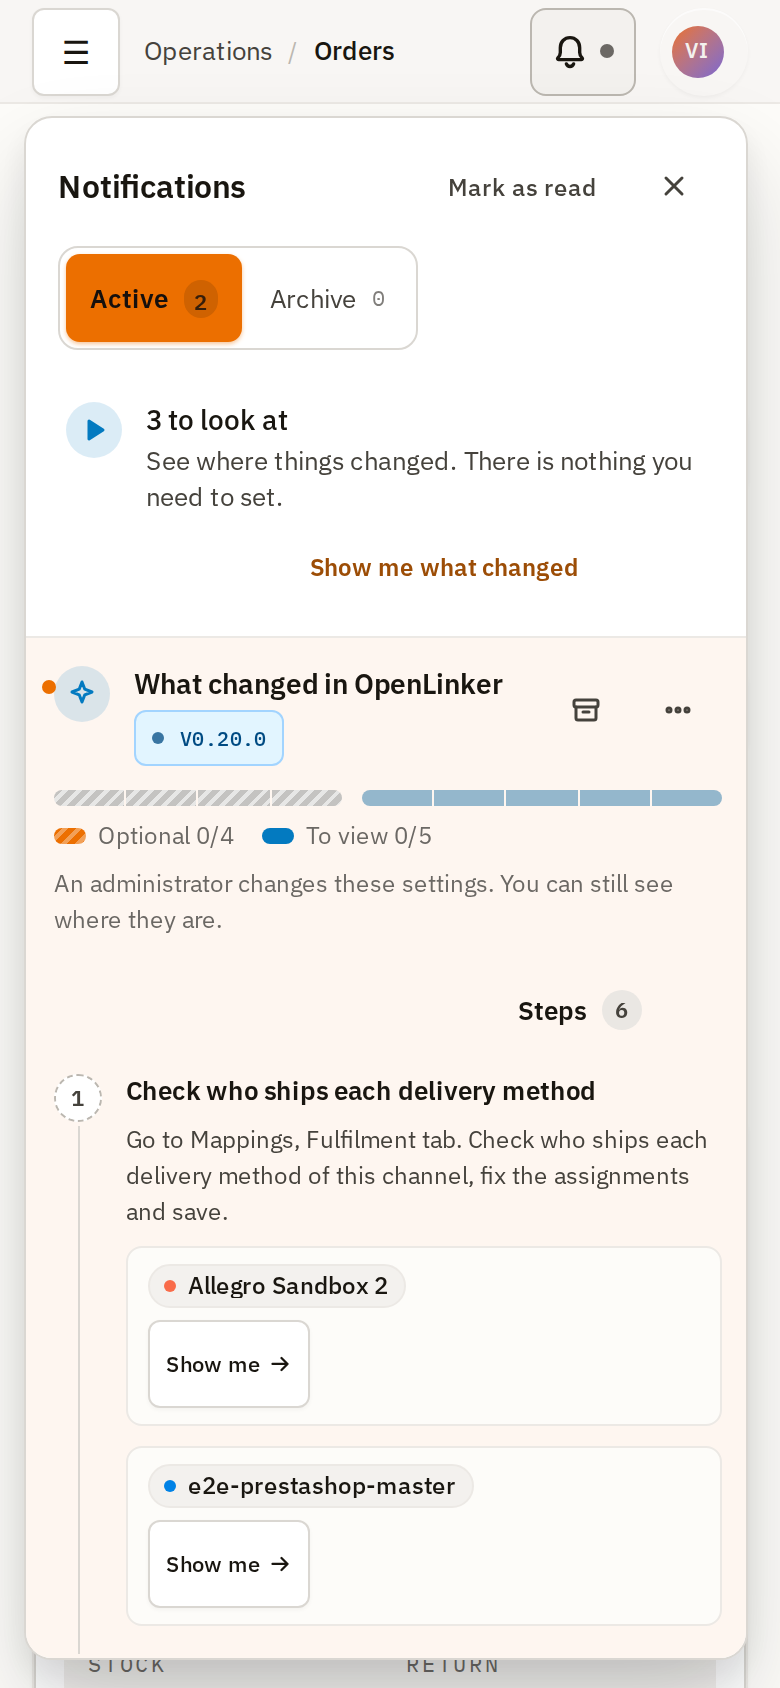 Operations / Orders
VI
Notifications
Mark as read
Active 2
Archive 0
3 to look at
See where things changed. There is nothing you
need to set.
Show me what changed
What changed in OpenLinker
V0.20.0
Optional 0/4
To view 0/5
An administrator changes these settings. You can still see
where they are.
Steps 6
1
Check who ships each delivery method
Go to Mappings, Fulfilment tab. Check who ships each
delivery method of this channel, fix the assignments
and save.
Allegro Sandbox 2
Show me →
e2e-prestashop-master
Show me →
STOCK
RETURN